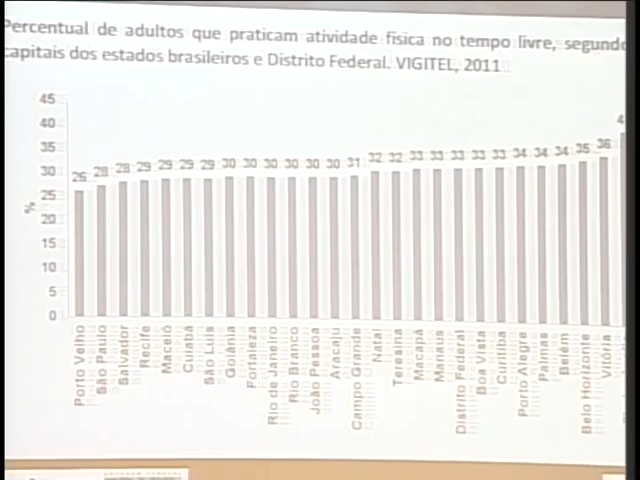 Percentual de adultos que praticam atividade física no tempo livre, segundo
capitais dos estados brasileiros e Distrito Federal. VIGITEL, 2011
45
40
35
30
25
20
15
10
5
0
%
26 28 28 29 29 29 29 30 30 30 30 30 30 31 32 32 33 33 33 33 33 34 34 34 35 36
Porto Velho
São Paulo
Salvador
Recife
Maceió
Cuiabá
São Luís
Goiânia
Fortaleza
Rio de Janeiro
Rio Branco
João Pessoa
Aracaju
Campo Grande
Natal
Teresina
Macapá
Manaus
Distrito Federal
Boa Vista
Curitiba
Porto Alegre
Palmas
Belém
Belo Horizonte
Vitória